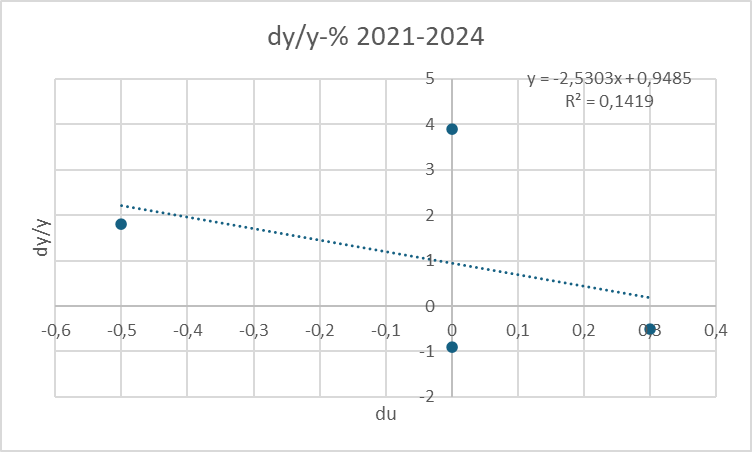 dy/y-% 2021-2024
y = -2,5303x + 0,9485
R² = 0,1419
5
4
3
2
1
0
-1
-2
-0,6 -0,5 -0,4 -0,3 -0,2 -0,1 0 0,1 0,2 0,3 0,4
dy/y
du